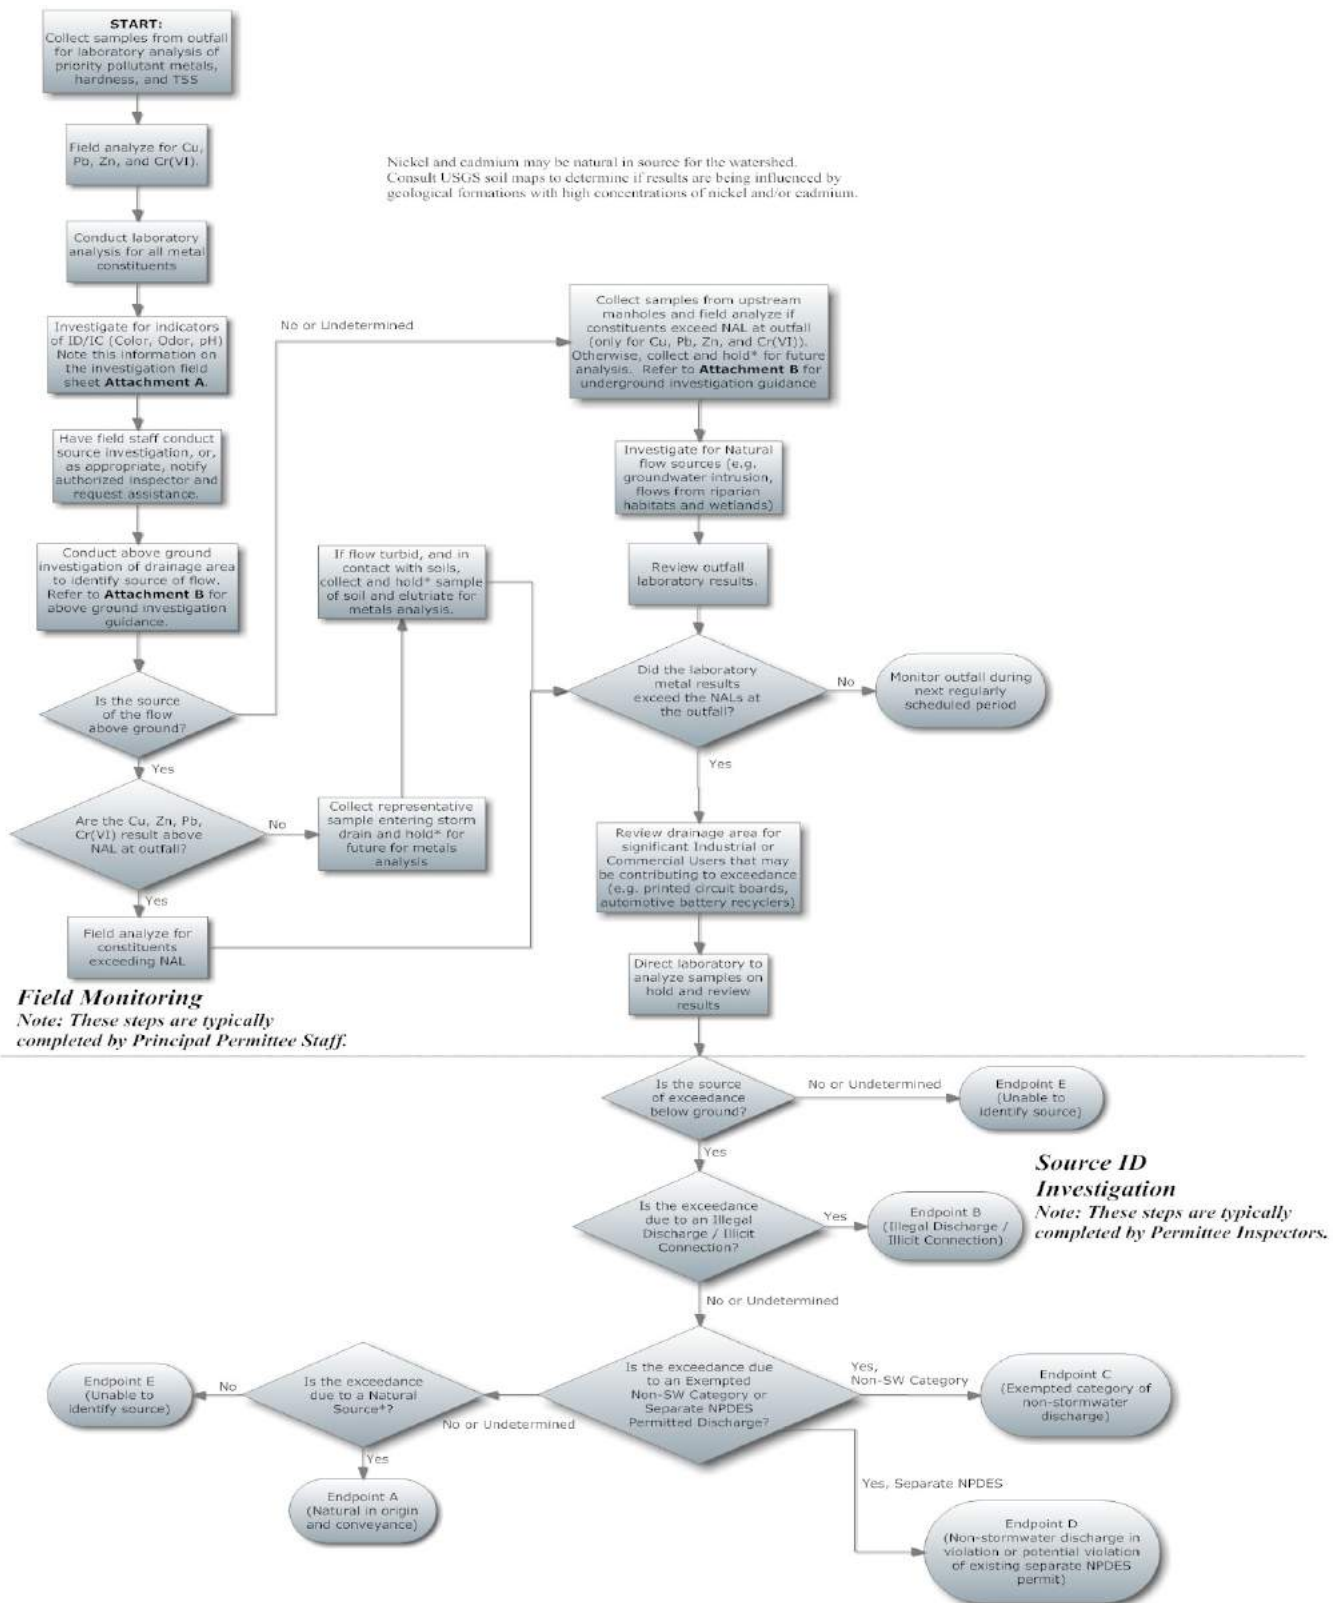 START:
Collect samples from outfall
for laboratory analysis of
priority pollutant metals,
hardness, and TSS
Field analyze for Cu,
Pb, Zn, and Cr(VI).
Nickel and cadmium may be natural in source for the watershed.
Consult USGS soil maps to determine if results are being influenced by
geological formations with high concentrations of nickel and/or cadmium.
Conduct laboratory
analysis for all metal
constituents
Investigate for indicators
of ID/IC (Color, Odor, pH)
Note this information on
the investigation field
sheet Attachment A.
No or Undetermined
Collect samples from upstream
manholes and field analyze if
constituents exceed NAL at outfall
(only for Cu, Pb, Zn, and Cr(VI)).
Otherwise, collect and hold* for future
analysis. Refer to Attachment B for
underground investigation guidance
Have field staff conduct
source investigation, or,
as appropriate, notify
authorized inspector and
request assistance.
Investigate for Natural
flow sources (e.g.
groundwater intrusion,
flows from riparian
habitats and wetlands)
Conduct above ground
investigation of drainage area
to identify source of flow.
Refer to Attachment B for
above ground investigation
guidance.
If flow turbid, and in
contact with soils,
collect and hold* sample
of soil and elutriate for
metals analysis.
Review outfall
laboratory results.
Is the source
of the flow
above ground?
Did the laboratory
metal results
exceed the NALs at
the outfall?
No
Monitor outfall during
next regularly
scheduled period
Yes
Yes
Are the Cu, Zn, Pb,
Cr(VI) result above
NAL at outfall?
No
Collect representative
sample entering storm
drain and hold* for
future for metals
analysis
Review drainage area for
significant Industrial or
Commercial Users that may
be contributing to exceedance
(e.g. printed circuit boards,
automotive battery recyclers)
Yes
Field analyze for
constituents
exceeding NAL
Direct laboratory to
analyze samples on
hold and review
results
Field Monitoring
Note: These steps are typically
completed by Principal Permittee Staff.
Is the source
of exceedance
below ground?
No or Undetermined
Endpoint E
(Unable to
identify source)
Yes
Source ID
Investigation
Note: These steps are typically
completed by Permittee Inspectors.
Is the exceedance
due to an Illegal
Discharge / Illicit
Connection?
Yes
Endpoint B
(Illegal Discharge /
Illicit Connection)
No or Undetermined
Is the exceedance due
to an Exempted
Non-SW Category or
Separate NPDES
Permitted Discharge?
Yes,
Non-SW Category
Endpoint C
(Exempted category of
non-stormwater
discharge)
No or Undetermined
Is the exceedance
due to a Natural
Source*?
No
Endpoint E
(Unable to
identify source)
Yes
Endpoint A
(Natural in origin
and conveyance)
Yes, Separate NPDES
Endpoint D
(Non-stormwater discharge in
violation or potential violation
of existing separate NPDES
permit)